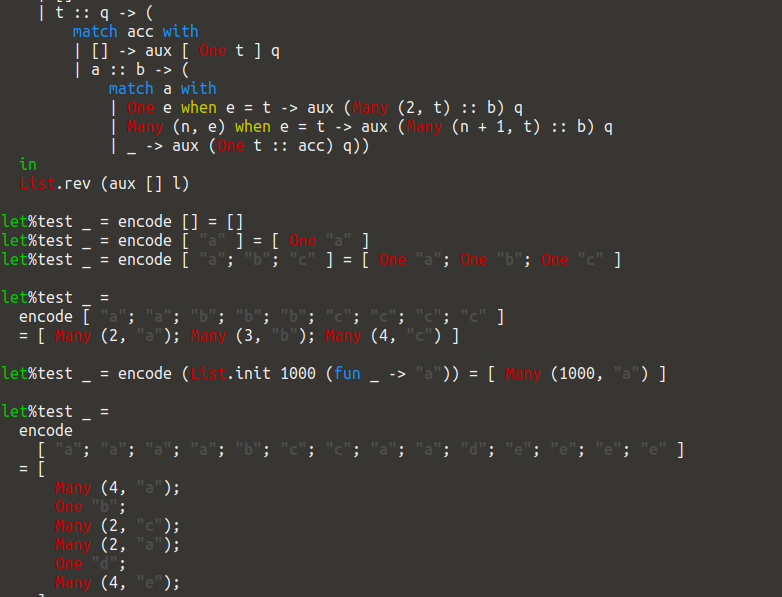 | t :: q -> (
match acc with
| [] -> aux [ One t ] q
| a :: b -> (
match a with
| One e when e = t -> aux (Many (2, t) :: b) q
| Many (n, e) when e = t -> aux (Many (n + 1, t) :: b) q
| _ -> aux (One t :: acc) q))
in
List.rev (aux [] l)
let%test _ = encode [] = []
let%test _ = encode [ "a" ] = [ One "a" ]
let%test _ = encode [ "a"; "b"; "c" ] = [ One "a"; One "b"; One "c" ]
let%test _ =
encode [ "a"; "a"; "b"; "b"; "b"; "c"; "c"; "c"; "c" ]
= [ Many (2, "a"); Many (3, "b"); Many (4, "c") ]
let%test _ = encode (List.init 1000 (fun _ -> "a")) = [ Many (1000, "a") ]
let%test _ =
encode
[ "a"; "a"; "a"; "a"; "b"; "c"; "c"; "a"; "a"; "d"; "e"; "e"; "e"; "e" ]
= [
Many (4, "a");
One "b";
Many (2, "c");
Many (2, "a");
One "d";
Many (4, "e");